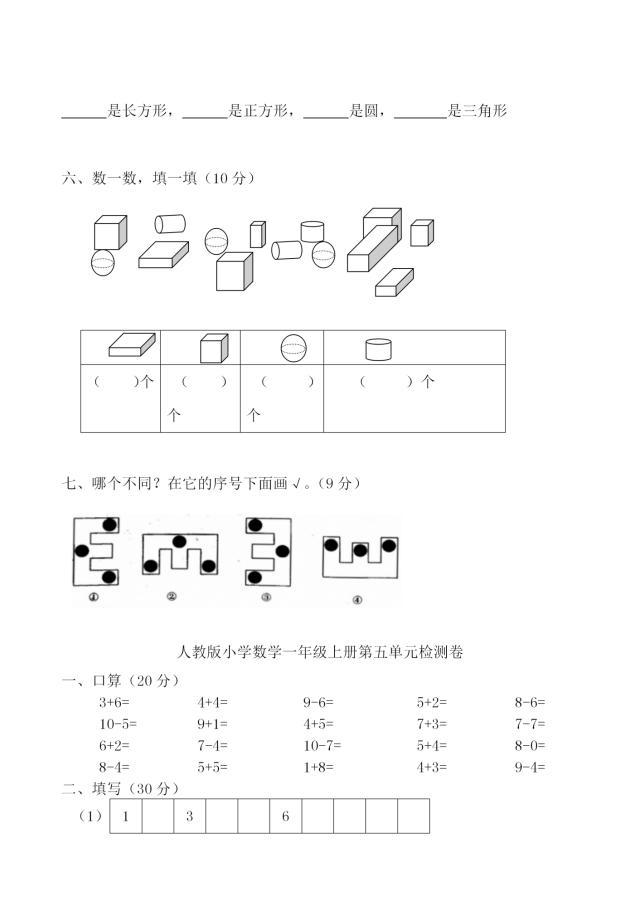 ______是长方形，______是正方形，______是圆，_______是三角形
六、数一数，填一填（10 分）
（　　）个　（　　）个　（　　）个　（　　）个
七、哪个不同？在它的序号下面画√。（9 分）
① ② ③ ④
人教版小学数学一年级上册第五单元检测卷
一、口算（20 分）
3+6= 4+4= 9-6= 5+2= 8-6=
10-5= 9+1= 4+5= 7+3= 7-7=
6+2= 7-4= 10-7= 5+4= 8-0=
8-4= 5+5= 1+8= 4+3= 9-4=
二、填写（30 分）
（1） 1 3 6